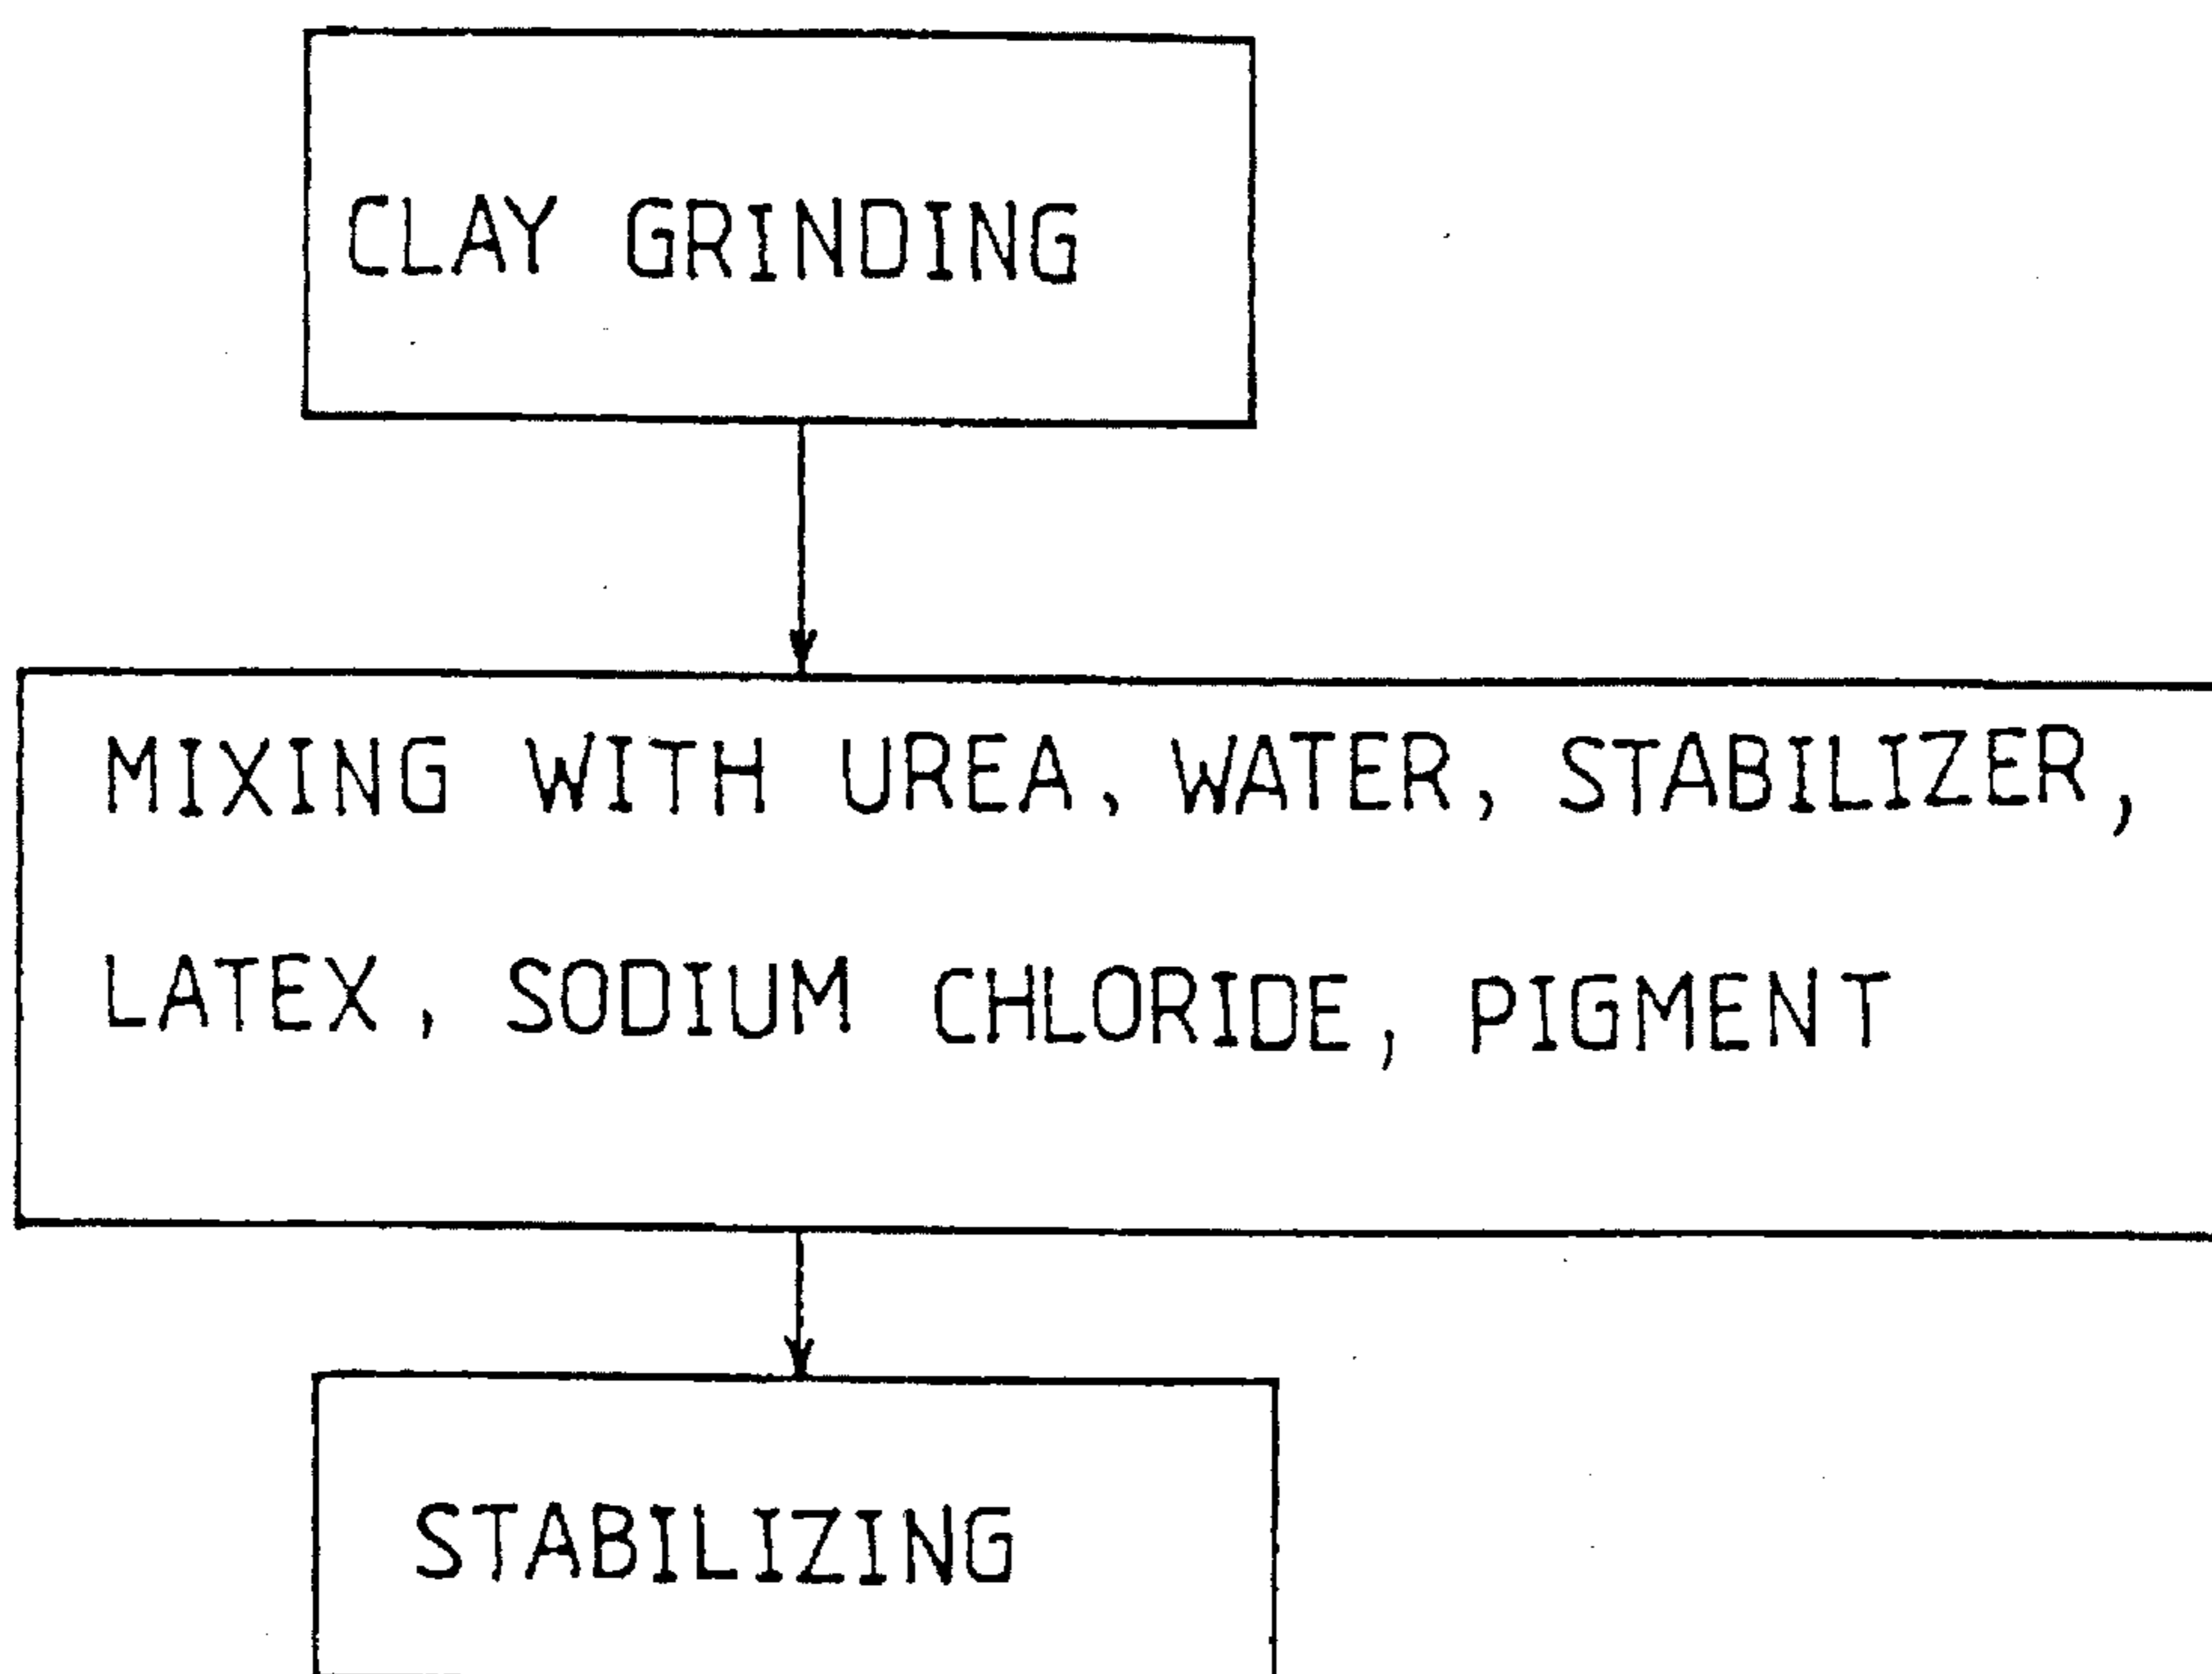 CLAY GRINDING
MIXING WITH UREA, WATER, STABILIZER,
LATEX, SODIUM CHLORIDE, PIGMENT
STABILIZING